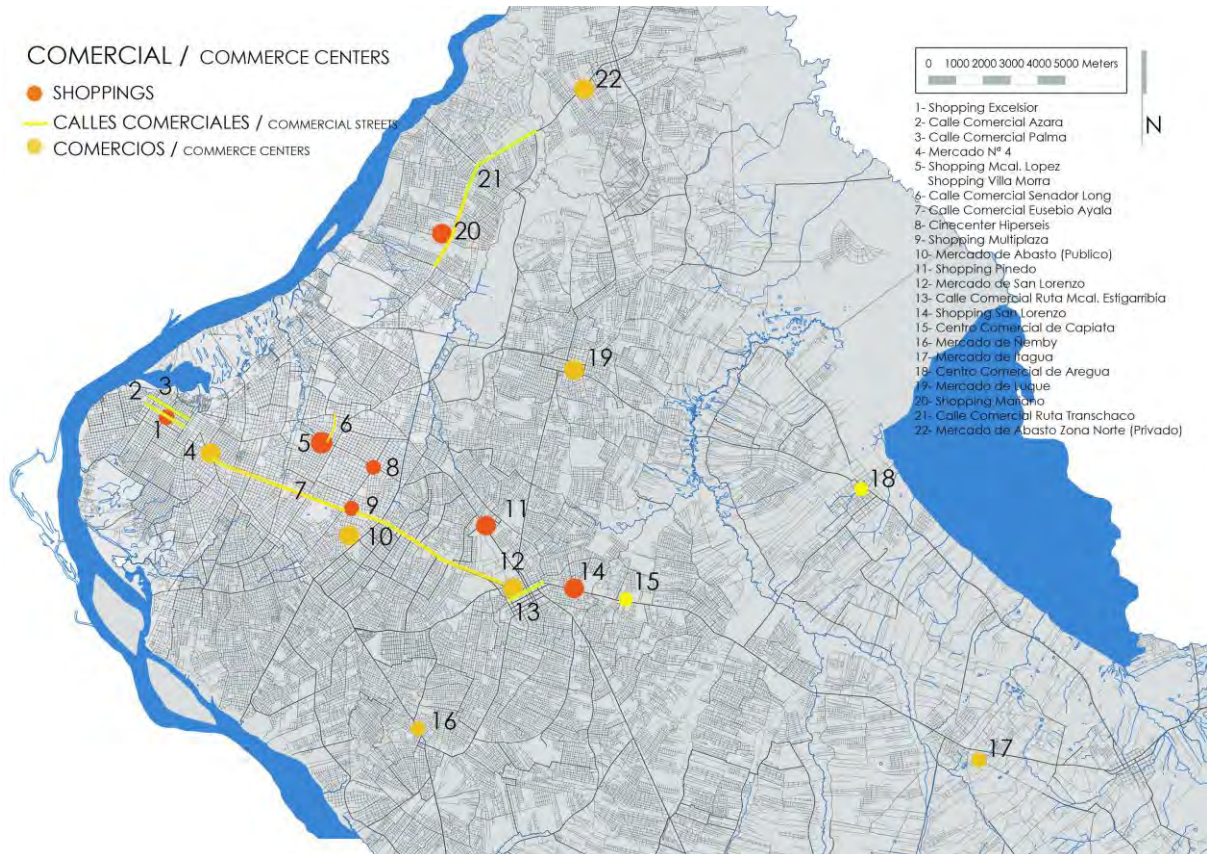 COMERCIAL / COMMERCE CENTERS
SHOPPINGS
CALLES COMERCIALES / COMMERCIAL STREETS
COMERCIOS / COMMERCE CENTERS
0 1000 2000 3000 4000 5000 Meters
N
1- Shopping Excelsior
2- Calle Comercial Azara
3- Calle Comercial Palma
4- Mercado Nº 4
5- Shopping Mcal. Lopez
Shopping Villa Morra
6- Calle Comercial Senador Long
7- Calle Comercial Eusebio Ayala
8- Cinecenter Hiperseis
9- Shopping Multiplaza
10- Mercado de Abasto (Publico)
11- Shopping Pinedo
12- Mercado de San Lorenzo
13- Calle Comercial Ruta Mcal. Estigarribia
14- Shopping San Lorenzo
15- Centro Comercial de Capiata
16- Mercado de Ñemby
17- Mercado de Itagua
18- Centro Comercial de Aregua
19- Mercado de Luque
20- Shopping Mariano
21- Calle Comercial Ruta Transchaco
22- Mercado de Abasto Zona Norte (Privado)
22
21
20
19
2
3
1
4
5
6
8
7
9
10
11
12
13
14
15
18
16
17